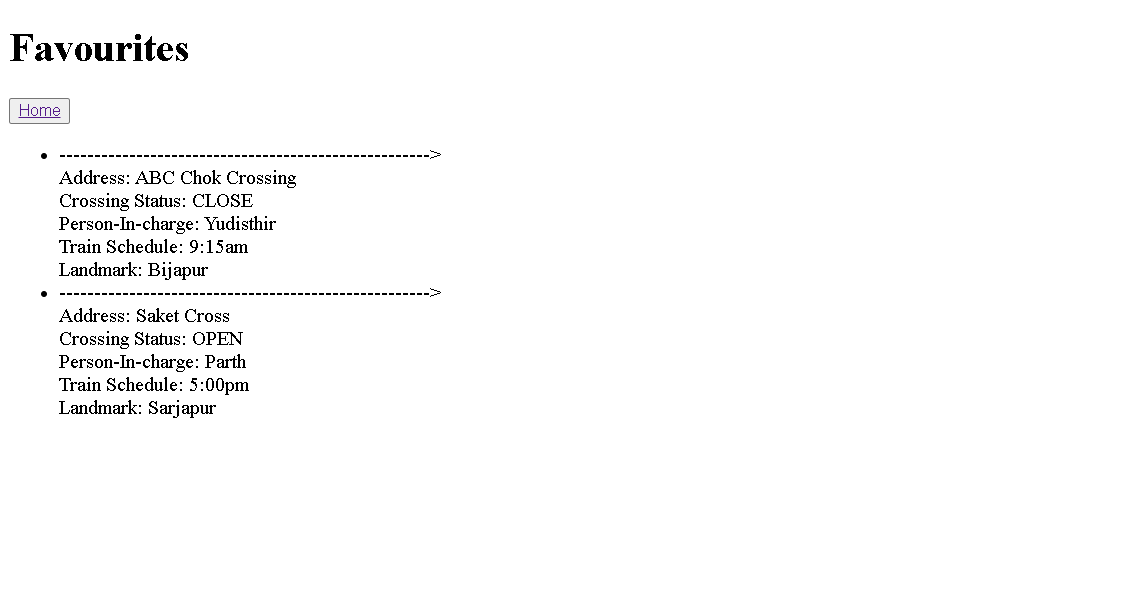 Favourites
Home
----------------------------------------------------->
Address: ABC Chok Crossing
Crossing Status: CLOSE
Person-In-charge: Yudisthir
Train Schedule: 9:15am
Landmark: Bijapur
----------------------------------------------------->
Address: Saket Cross
Crossing Status: OPEN
Person-In-charge: Parth
Train Schedule: 5:00pm
Landmark: Sarjapur